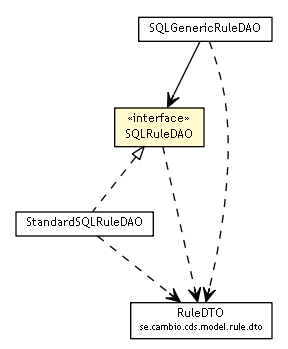 SQLGenericRuleDAO
«interface»
SQLRuleDAO
StandardSQLRuleDAO
RuleDTO
se.cambio.cds.model.rule.dto